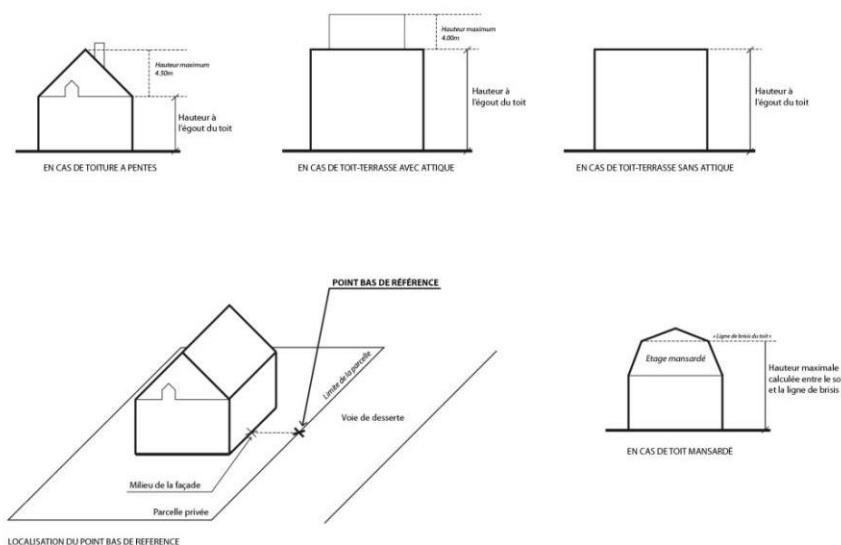 Hauteur maximum
4.50m
Hauteur à
l'égout du toit
EN CAS DE TOITURE A PENTES
Hauteur maximum
4.00m
Hauteur à
l'égout du toit
EN CAS DE TOIT-TERRASSE AVEC ATTIQUE
Hauteur à
l'égout du toit
EN CAS DE TOIT-TERRASSE SANS ATTIQUE
POINT BAS DE RÉFÉRENCE
Limite de la parcelle
Voie de desserte
Milieu de la façade
Parcelle privée
LOCALISATION DU POINT BAS DE REFERENCE
« Ligne de brisis du toit »
Etage mansardé
Hauteur maximale
calculée entre le so
et la ligne de brisis
EN CAS DE TOIT MANSARDÉ